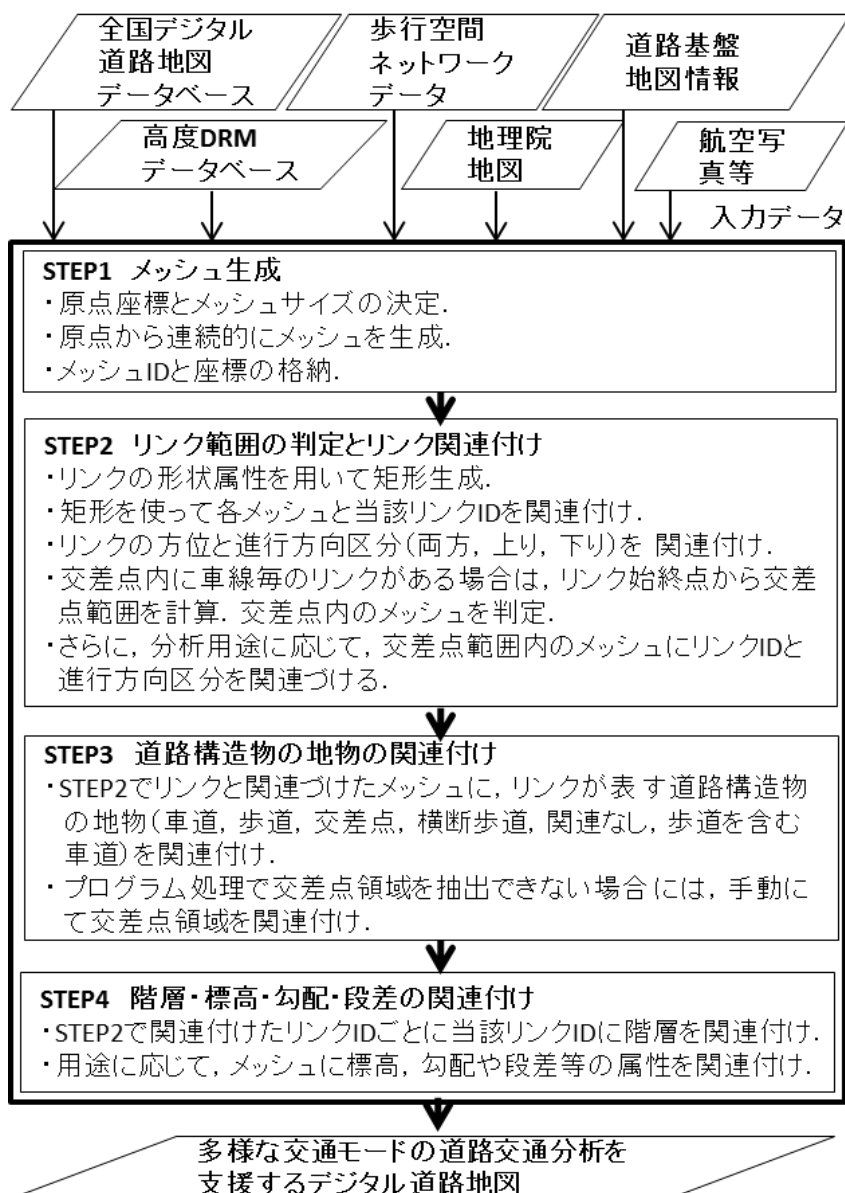 全国デジタル
道路地図
データベース
歩行空間
ネットワーク
データ
道路基盤
地図情報
高度DRM
データベース
地理院
地図
航空写
真等
入力データ
STEP1 メッシュ生成
・原点座標とメッシュサイズの決定.
・原点から連続的にメッシュを生成.
・メッシュIDと座標の格納.
STEP2 リンク範囲の判定とリンク関連付け
・リンクの形状属性を用いて矩形生成.
・矩形を使って各メッシュと当該リンクIDを関連付け.
・リンクの方位と進行方向区分(両方, 上り, 下り)を 関連付け.
・交差点内に車線毎のリンクがある場合は, リンク始終点から交差
点範囲を計算. 交差点内のメッシュを判定.
・さらに, 分析用途に応じて, 交差点範囲内のメッシュにリンクIDと
進行方向区分を関連づける.
STEP3 道路構造物の地物の関連付け
・STEP2でリンクと関連づけたメッシュに, リンクが表す道路構造物
の地物(車道, 歩道, 交差点, 横断歩道, 関連なし, 歩道を含む
車道)を関連付け.
・プログラム処理で交差点領域を抽出できない場合には, 手動に
て交差点領域を関連付け.
STEP4 階層・標高・勾配・段差の関連付け
・STEP2で関連付けたリンクIDごとに当該リンクIDに階層を関連付け.
・用途に応じて, メッシュに標高, 勾配や段差等の属性を関連付け.
多様な交通モードの道路交通分析を
支援するデジタル道路地図